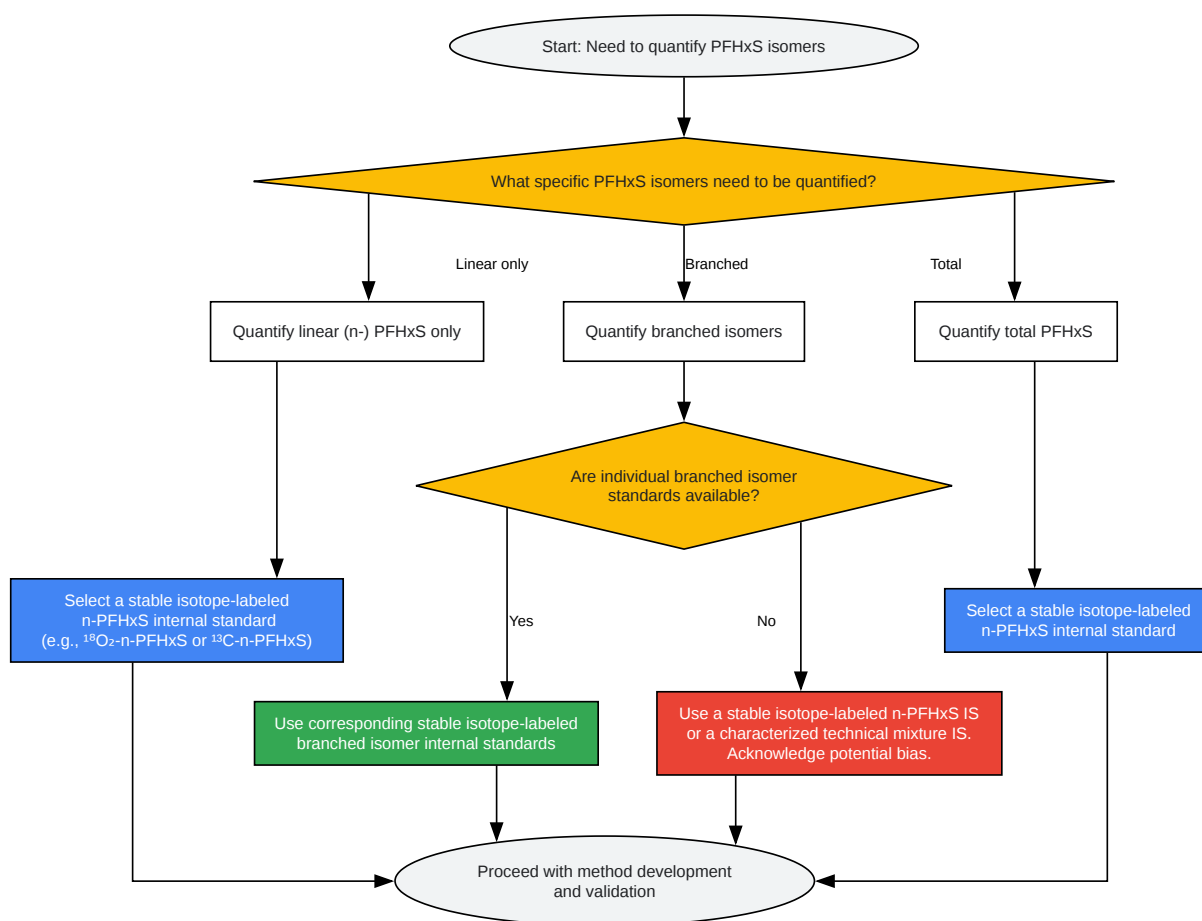 Start: Need to quantify PFHxS isomers
What specific PFHxS isomers need to be quantified?
Linear only
Branched
Total
Quantify linear (n-) PFHxS only
Quantify branched isomers
Quantify total PFHxS
Are individual branched isomer
standards available?
Select a stable isotope-labeled
n-PFHxS internal standard
(e.g., ¹⁸O₂-n-PFHxS or ¹³C-n-PFHxS)
Select a stable isotope-labeled
n-PFHxS internal standard
Yes
No
Use corresponding stable isotope-labeled
branched isomer internal standards
Use a stable isotope-labeled n-PFHxS IS
or a characterized technical mixture IS.
Acknowledge potential bias.
Proceed with method development
and validation